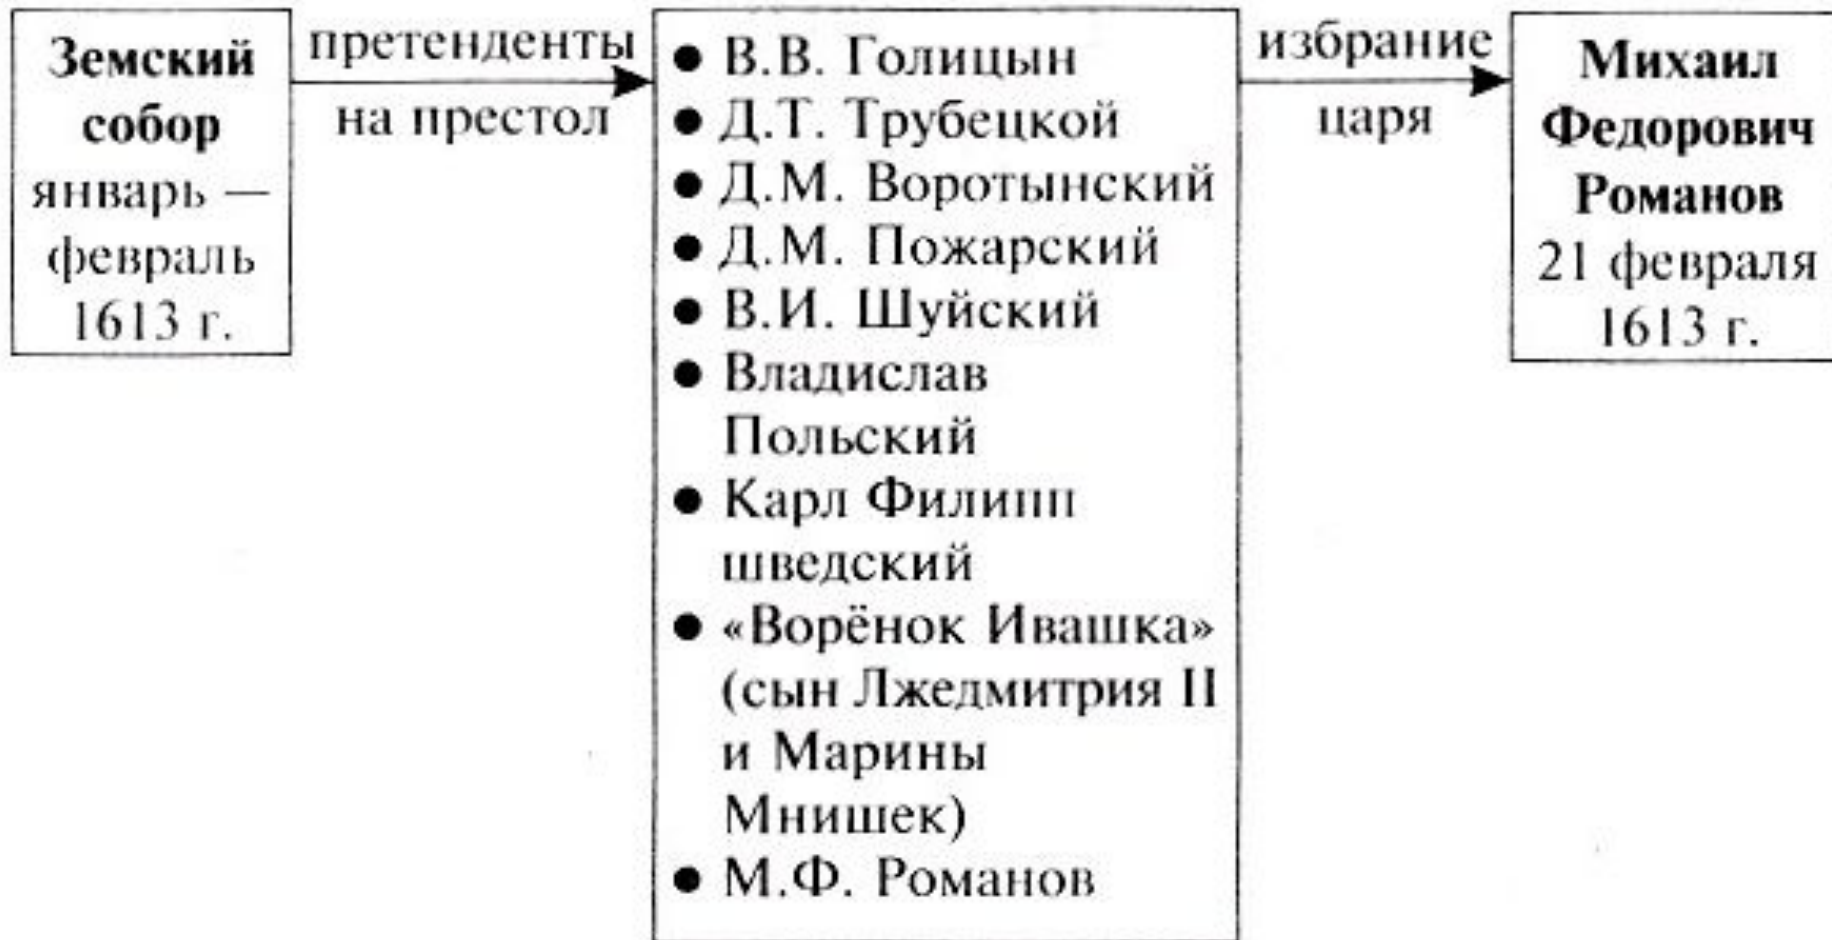 Земский
собор
январь —
февраль
1613 г.
претенденты
на престол
● В.В. Голицын
● Д.Т. Трубецкой
● Д.М. Воротынский
● Д.М. Пожарский
● В.И. Шуйский
● Владислав
Польский
● Карл Филипп
шведский
● «Ворёнок Ивашка»
(сын Лжедмитрия II
и Марины
Мнишек)
● М.Ф. Романов
избрание
царя
Михаил
Федорович
Романов
21 февраля
1613 г.